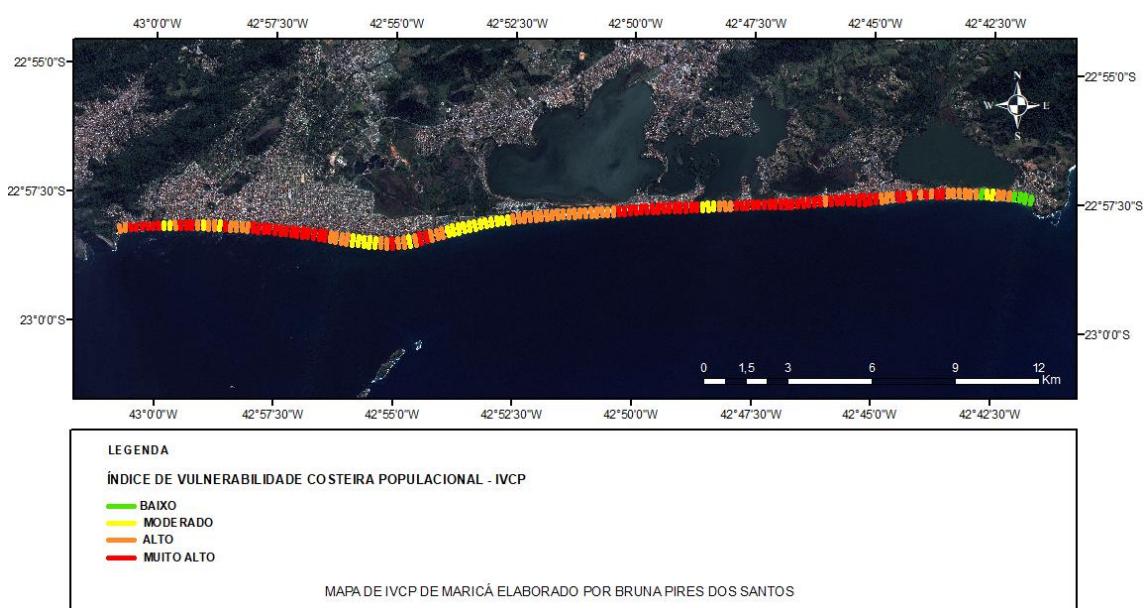 43°0'0"W 42°57'30"W 42°55'0"W 42°52'30"W 42°50'0"W 42°47'30"W 42°45'0"W 42°42'30"W
22°55'0"S 22°55'0"S
N
W E
S
22°57'30"S 22°57'30"S
23°0'0"S 23°0'0"S
0 1,5 3 6 9 12
Km
43°0'0"W 42°57'30"W 42°55'0"W 42°52'30"W 42°50'0"W 42°47'30"W 42°45'0"W 42°42'30"W
LEGENDA
ÍNDICE DE VULNERABILIDADE COSTEIRA POPULACIONAL - IVCP
BAIXO
MODERADO
ALTO
MUITO ALTO
MAPA DE IVCP DE MARICÁ ELABORADO POR BRUNA PIRES DOS SANTOS